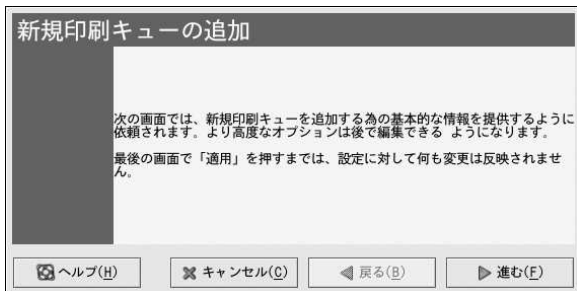 新規印刷キューの追加
次の画面では、新規印刷キューを追加する為の基本的な情報を提供するように
依頼されます。より高度なオプションは後で編集できる ようになります。
最後の画面で「適用」を押すまでは、設定に対して何も変更は反映されませ
ん。
ヘルプ(H) キャンセル(C) 戻る(B) 進む(F)